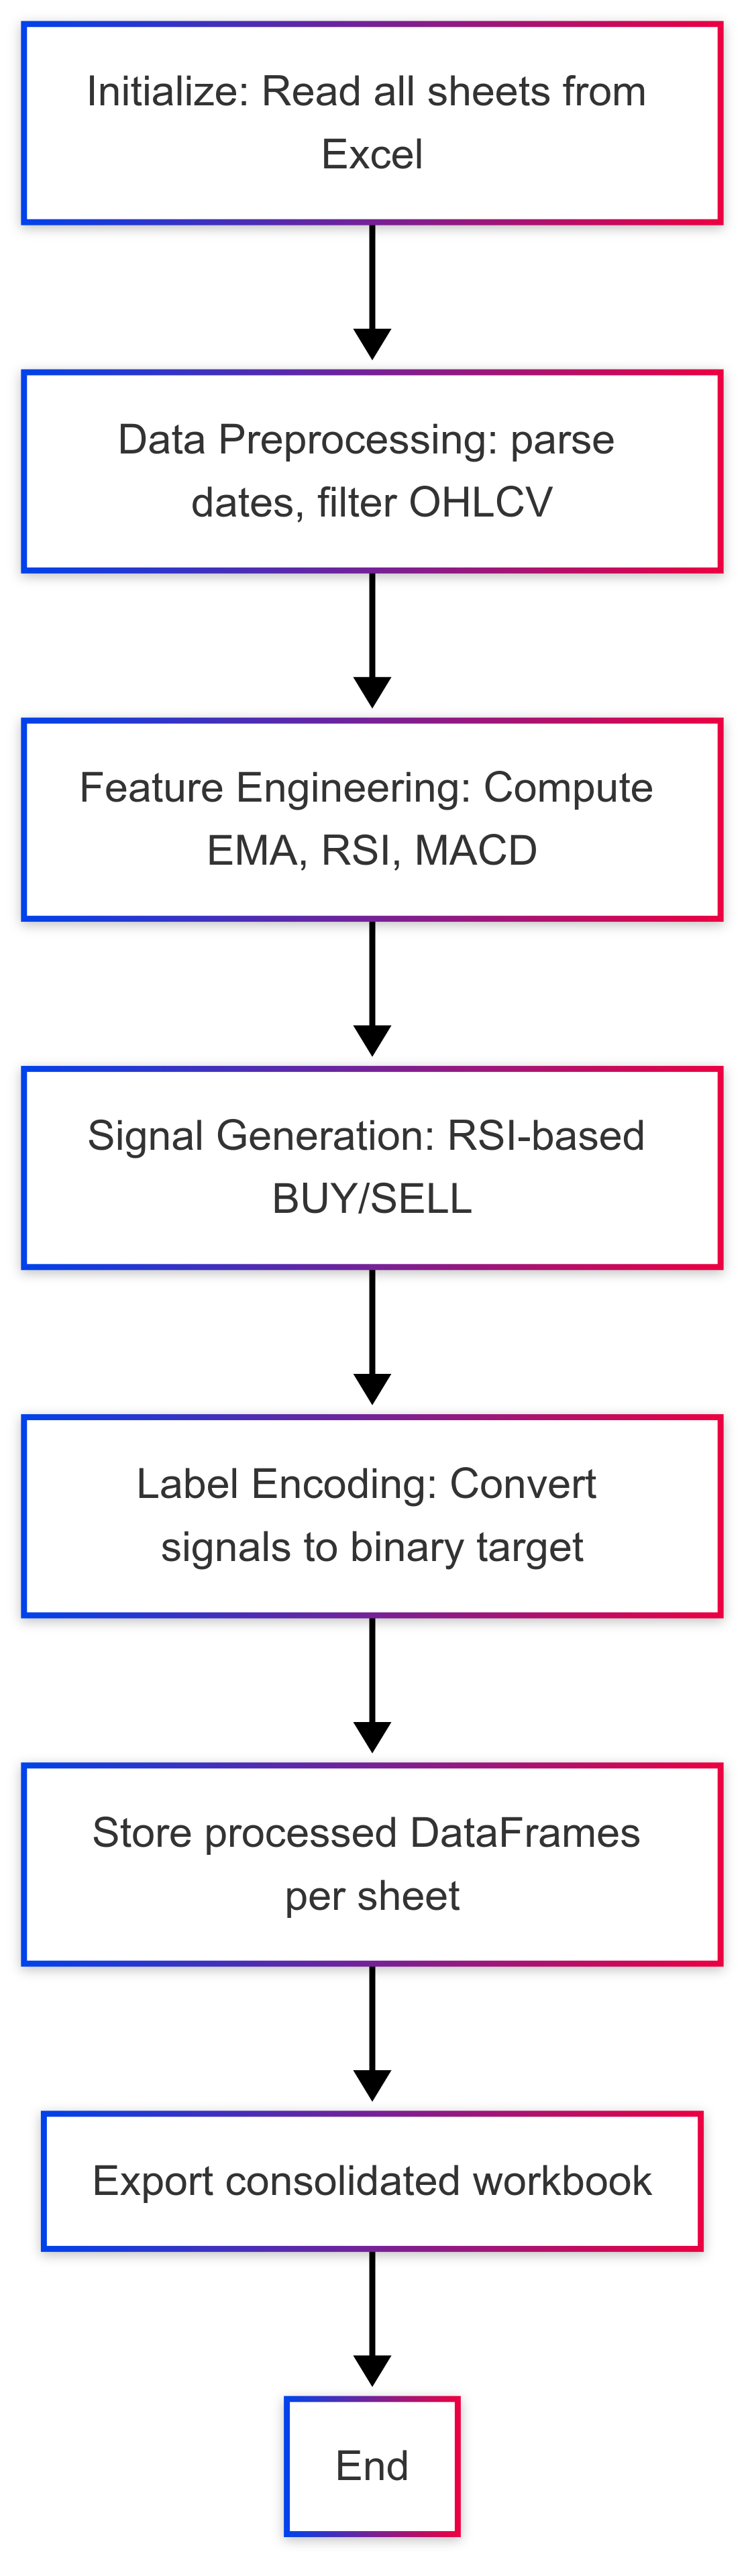 Initialize: Read all sheets from
Excel
Data Preprocessing: parse
dates, filter OHLCV
Feature Engineering: Compute
EMA, RSI, MACD
Signal Generation: RSI-based
BUY/SELL
Label Encoding: Convert
signals to binary target
Store processed DataFrames
per sheet
Export consolidated workbook
End